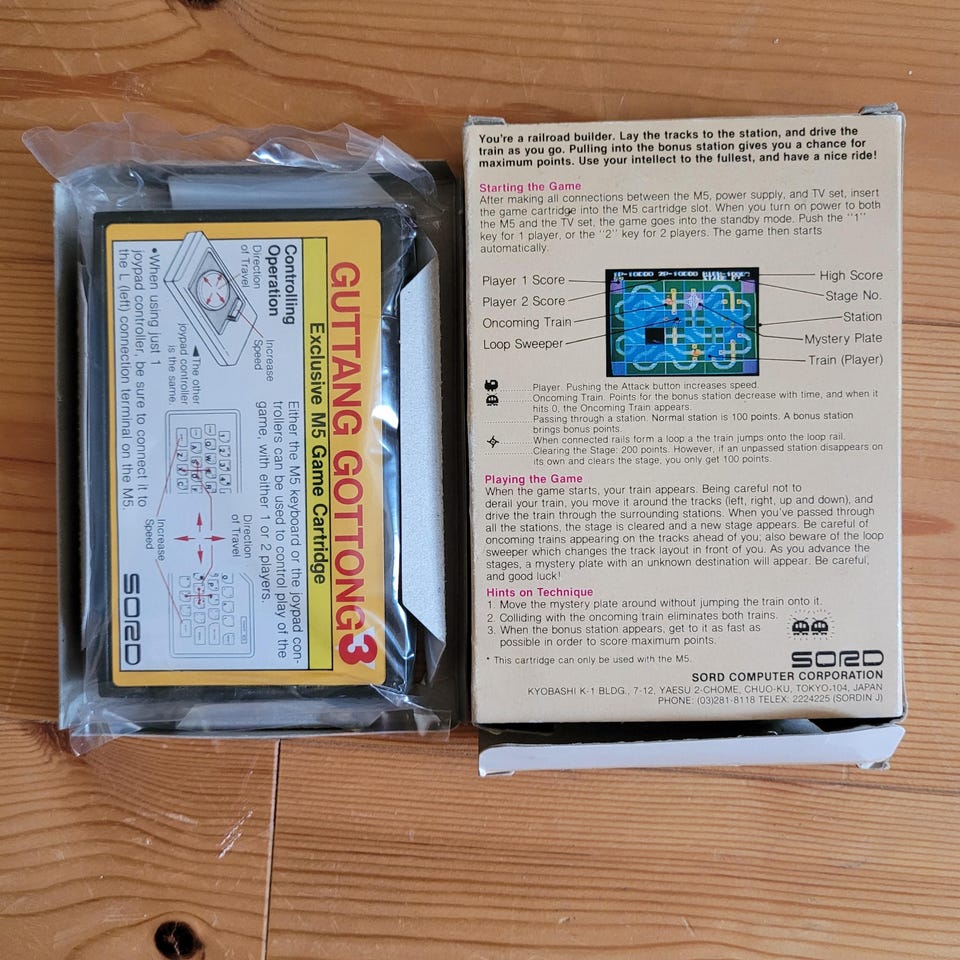 GUTTANG GOTTONG 3
Exclusive M5 Game Cartridge
Controlling
Operation
Either the M5 keyboard or the joypad con-
trollers can be used to control play of the
game, with either 1 or 2 players.
Direction
of Travel
Increase
Speed
◄The other
joypad controller
is the same.
•When using just 1
joypad controller, be sure to connect it to
the L (left) connection terminal on the M5.
Direction
of Travel
Increase
Speed
SORD
You're a railroad builder. Lay the tracks to the station, and drive the
train as you go. Pulling into the bonus station gives you a chance for
maximum points. Use your intellect to the fullest, and have a nice ride!
Starting the Game
After making all connections between the M5, power supply, and TV set, insert
the game cartridge into the M5 cartridge slot. When you turn on power to both
the M5 and the TV set, the game goes into the standby mode. Push the "1"
key for 1 player, or the "2" key for 2 players. The game then starts
automatically.
Player 1 Score
Player 2 Score
Oncoming Train
Loop Sweeper
High Score
Stage No.
Station
Mystery Plate
Train (Player)
Player. Pushing the Attack button increases speed.
Oncoming Train. Points for the bonus station decrease with time, and when it
hits 0, the Oncoming Train appears.
Passing through a station. Normal station is 100 points. A bonus station
brings bonus points.
When connected rails form a loop a the train jumps onto the loop rail.
Clearing the Stage: 200 points. However, if an unpassed station disappears on
its own and clears the stage, you only get 100 points.
Playing the Game
When the game starts, your train appears. Being careful not to
derail your train, you move it around the tracks (left, right, up and down), and
drive the train through the surrounding stations. When you've passed through
all the stations, the stage is cleared and a new stage appears. Be careful of
oncoming trains appearing on the tracks ahead of you; also beware of the loop
sweeper which changes the track layout in front of you. As you advance the
stages, a mystery plate with an unknown destination will appear. Be careful,
and good luck!
Hints on Technique
1. Move the mystery plate around without jumping the train onto it.
2. Colliding with the oncoming train eliminates both trains.
3. When the bonus station appears, get to it as fast as
possible in order to score maximum points.
* This cartridge can only be used with the M5.
SORD
SORD COMPUTER CORPORATION
KYOBASHI K-1 BLDG., 7-12, YAESU 2-CHOME, CHUO-KU, TOKYO-104, JAPAN
PHONE: (03)281-8118 TELEX: 2224225 (SORDIN J)